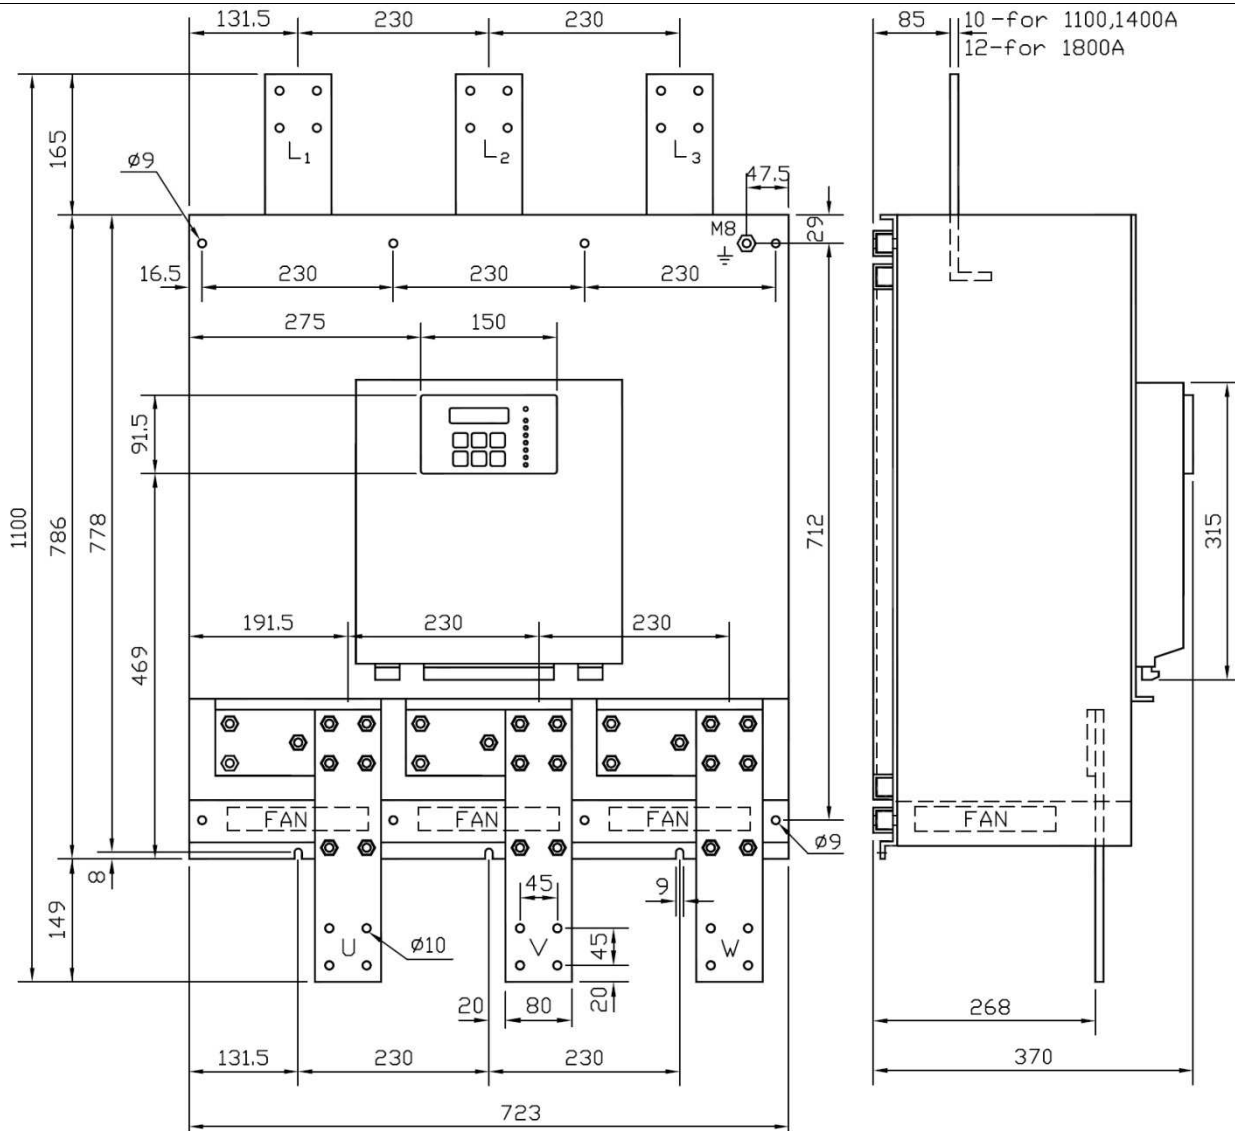 131.5 230 230 85 10-for 1100,1400A
12-for 1800A
165
L1 L2 L3
ø9 47.5
M8 29
16.5 230 230 230
275 150
91.5
1100 786 778 712 315
191.5 230 230
469
FAN FAN FAN FAN
ø9
8
45 9
149
U ø10 V 45 W
20 80 20 268
131.5 230 230 370
723